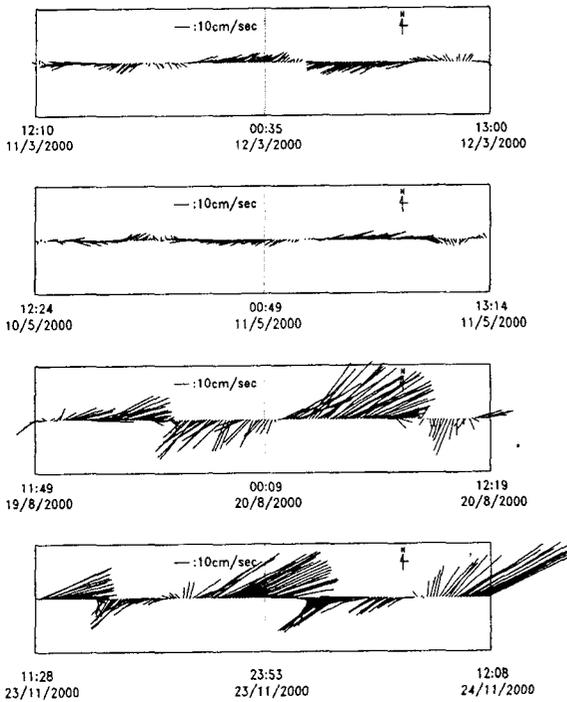 —:10cm/sec
N
12:10 00:35 13:00
11/3/2000 12/3/2000 12/3/2000
—:10cm/sec
N
12:24 00:49 13:14
10/5/2000 11/5/2000 11/5/2000
—:10cm/sec
N
11:49 00:09 12:19
19/8/2000 20/8/2000 20/8/2000
—:10cm/sec
N
11:28 23:53 12:08
23/11/2000 23/11/2000 24/11/2000